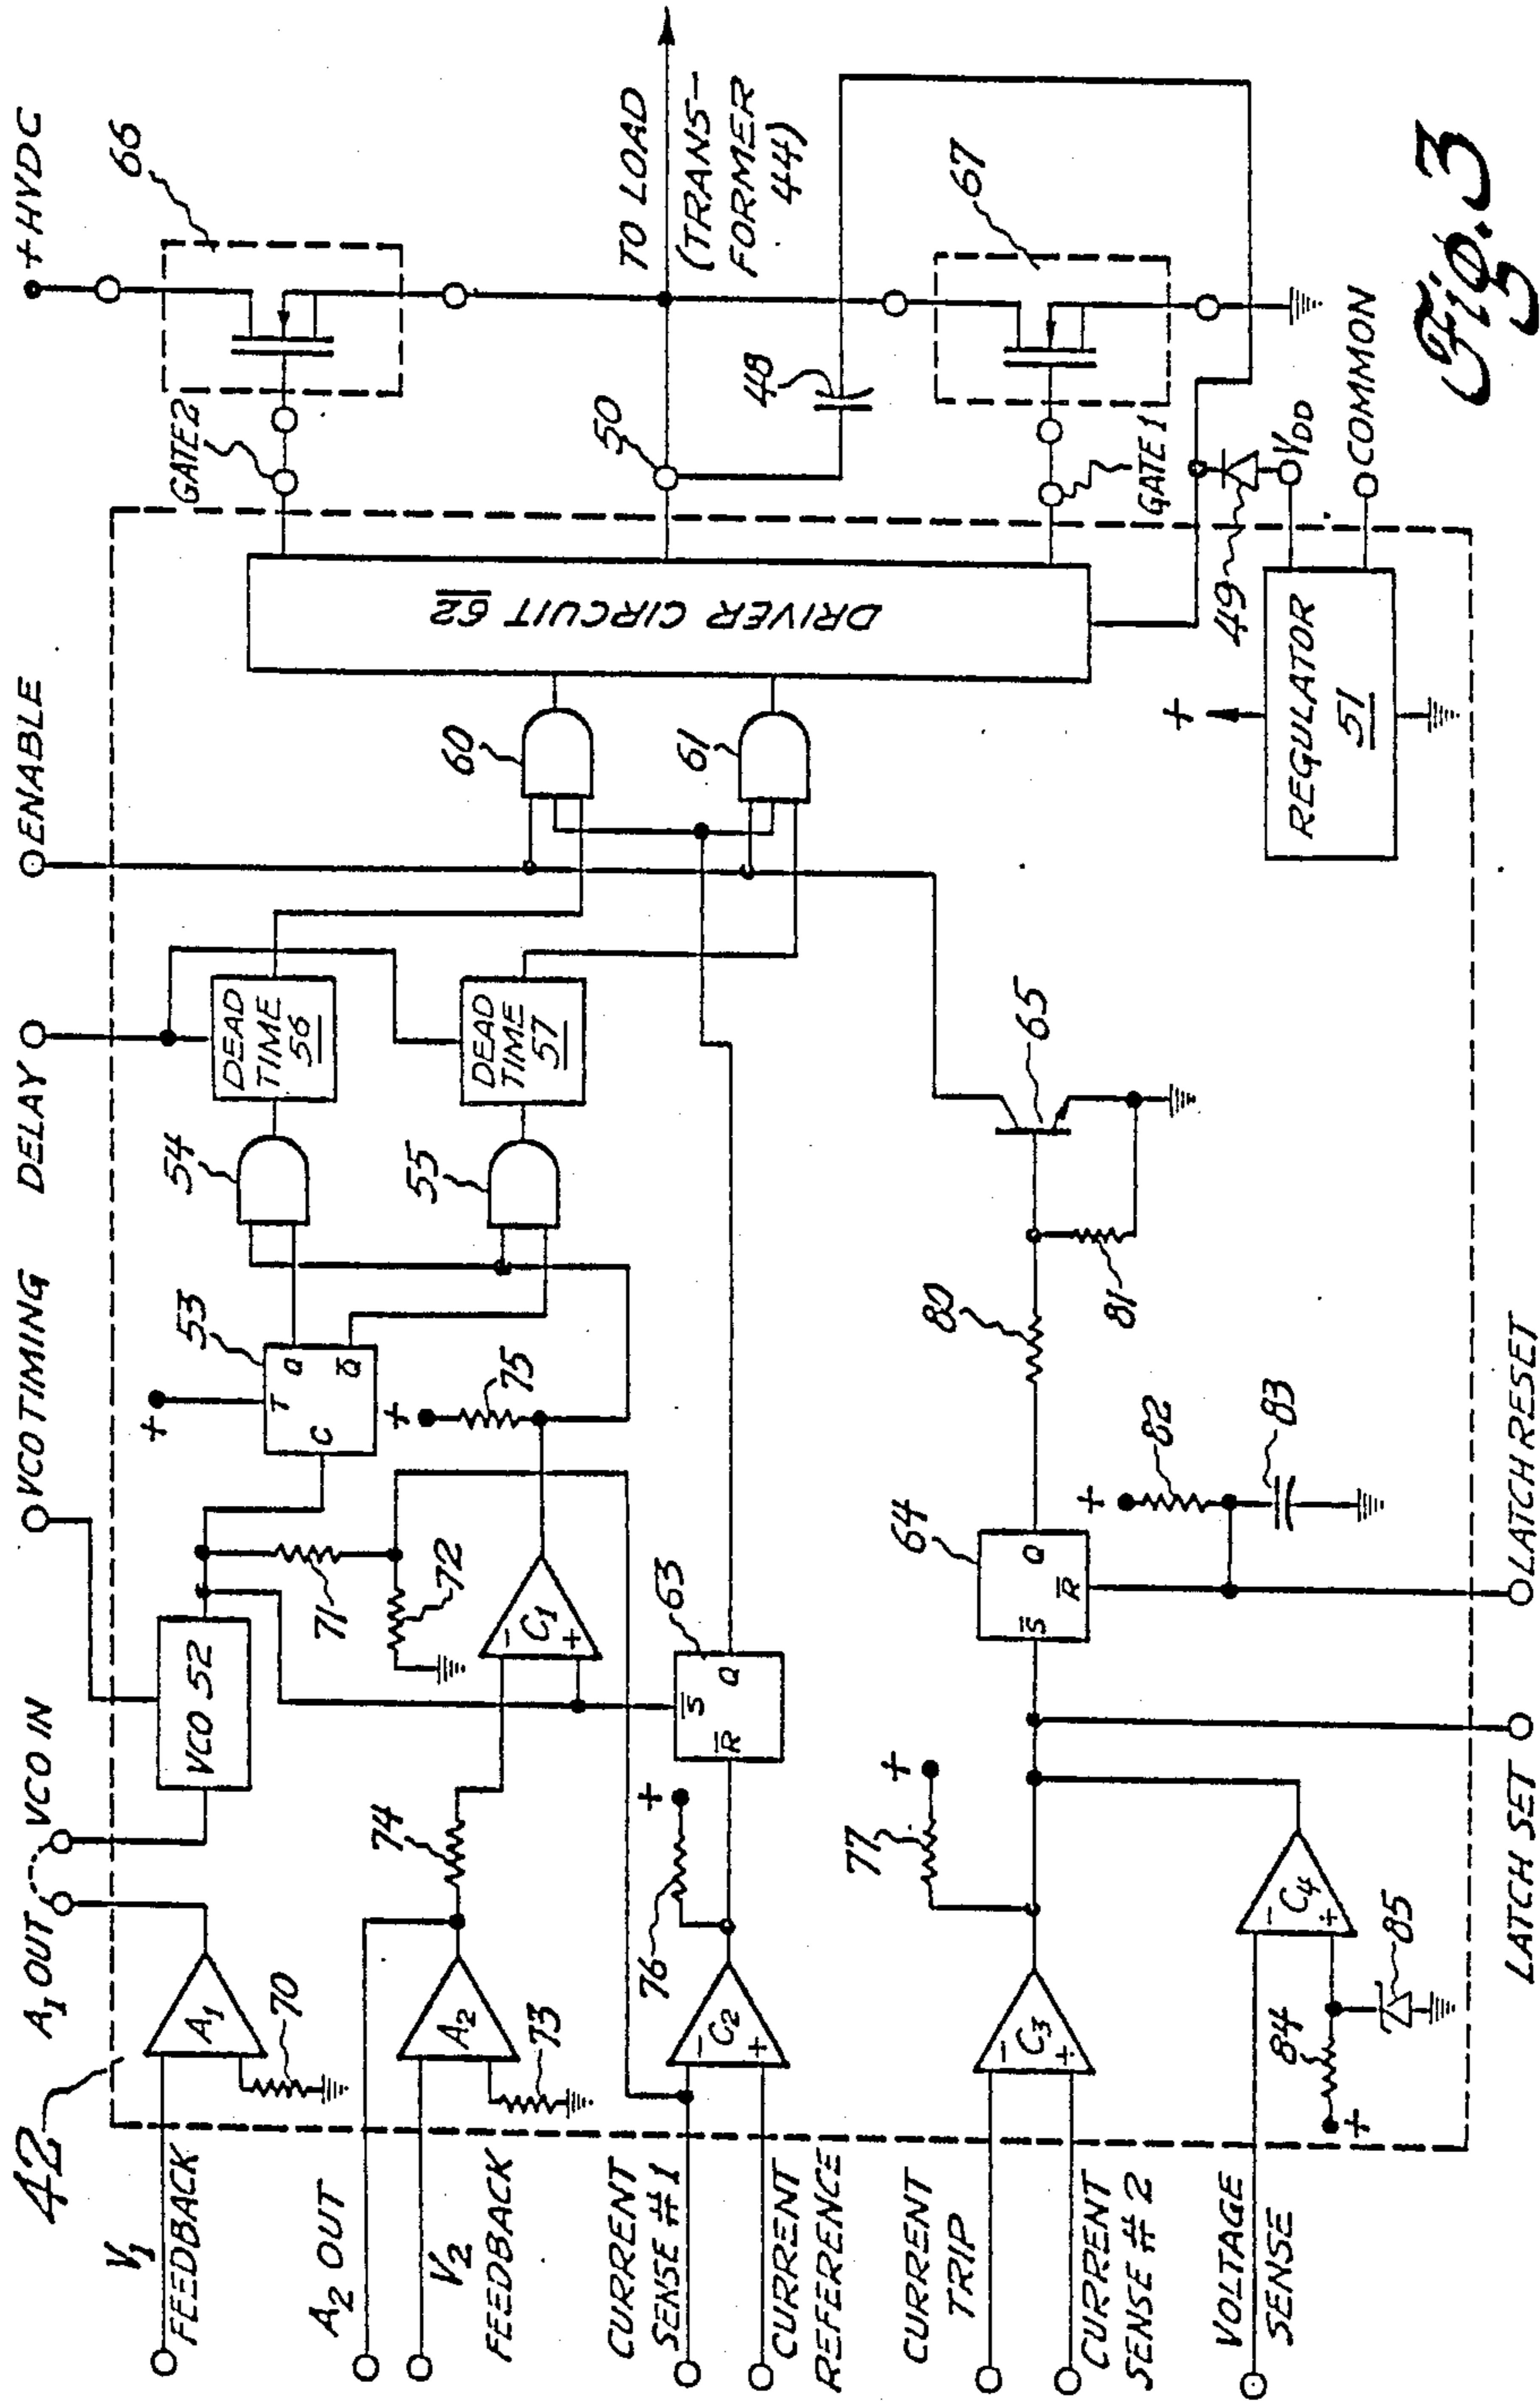 42
A1 OUT
VCO IN
VCO TIMING
DELAY
ENABLE
+HVDC
V1
FEEDBACK
A1
70
VCO 52
+
T
C
Q
Q̅
53
54
55
DEAD
TIME
56
DEAD
TIME
57
GATE 2
66
A2 OUT
V2
FEEDBACK
A2
73
74
71
72
C1
-
+
+
75
60
61
DRIVER CIRCUIT 62
50
TO LOAD
(TRANS-
FORMER
44)
CURRENT
SENSE #1
CURRENT
REFERENCE
C2
-
+
76
+
S̅
R̅
Q
63
48
67
GATE 1
CURRENT
TRIP
CURRENT
SENSE #2
C3
-
+
77
+
S̅
R̅
Q
64
80
81
65
49
VDD
COMMON
VOLTAGE
SENSE
C4
-
+
84
+
85
+
82
83
+
REGULATOR
51
LATCH SET
LATCH RESET
Fig. 3